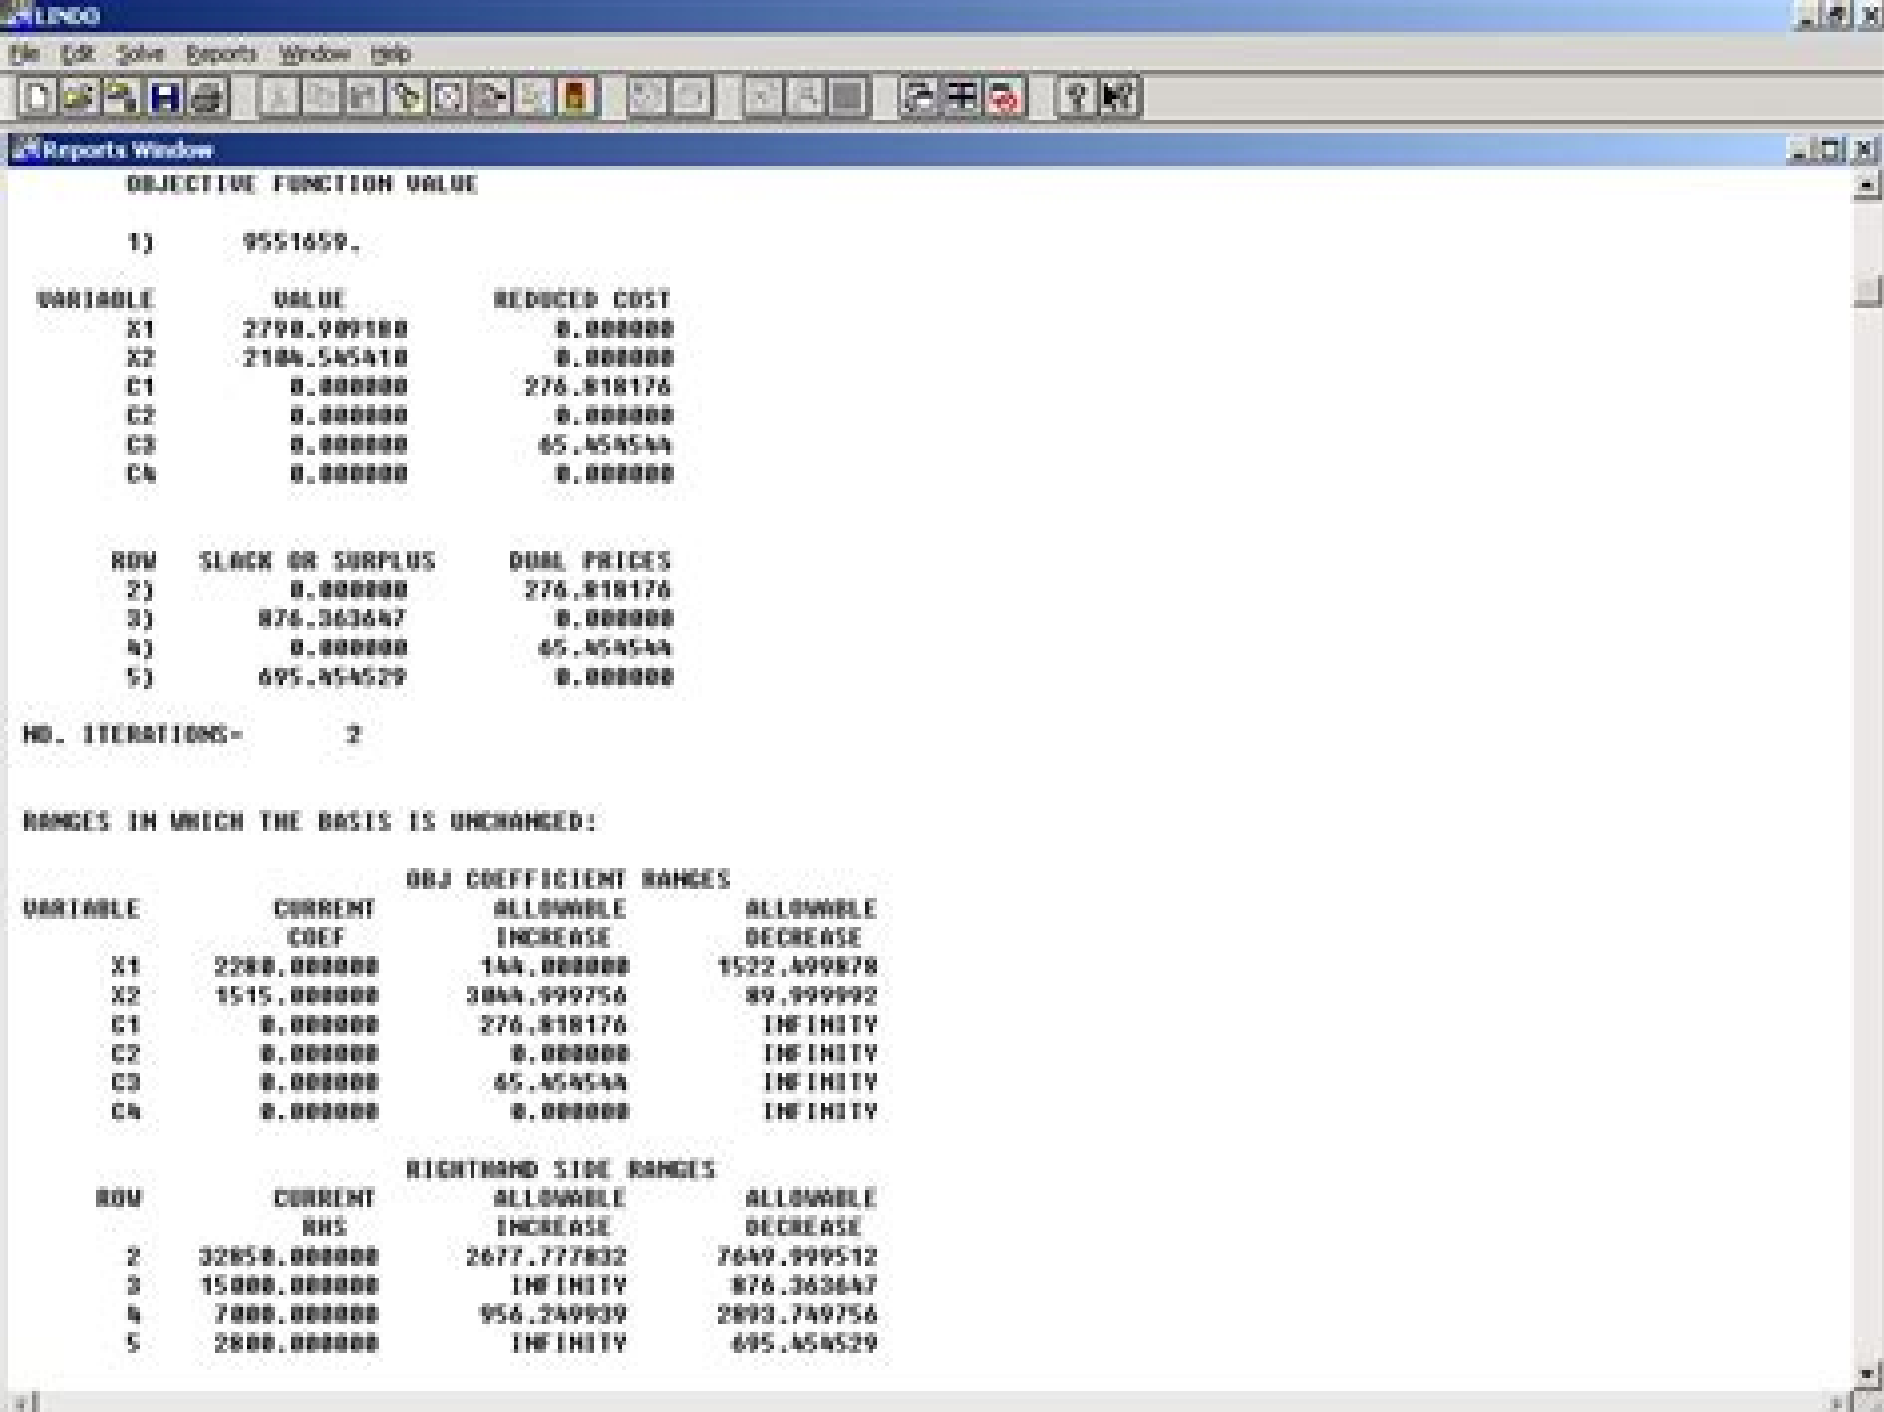 LINDO
File Edit Solve Reports Window Help
Reports Window
OBJECTIVE FUNCTION VALUE
1) 9551659.
VARIABLE VALUE REDUCED COST
X1 2790.909180 0.000000
X2 2104.545410 0.000000
C1 0.000000 276.818176
C2 0.000000 0.000000
C3 0.000000 65.454544
C4 0.000000 0.000000
ROW SLACK OR SURPLUS DUAL PRICES
2) 0.000000 276.818176
3) 876.363647 0.000000
4) 0.000000 65.454544
5) 695.454529 0.000000
NO. ITERATIONS= 2
RANGES IN WHICH THE BASIS IS UNCHANGED:
OBJ COEFFICIENT RANGES
VARIABLE CURRENT ALLOWABLE ALLOWABLE
COEF INCREASE DECREASE
X1 2280.000000 144.000000 1522.499878
X2 1515.000000 3044.999756 89.999992
C1 0.000000 276.818176 INFINITY
C2 0.000000 0.000000 INFINITY
C3 0.000000 65.454544 INFINITY
C4 0.000000 0.000000 INFINITY
RIGHTHAND SIDE RANGES
ROW CURRENT ALLOWABLE ALLOWABLE
RHS INCREASE DECREASE
2 32850.000000 2677.777832 7649.999512
3 15000.000000 INFINITY 876.363647
4 7000.000000 956.249939 2893.749756
5 2800.000000 INFINITY 695.454529